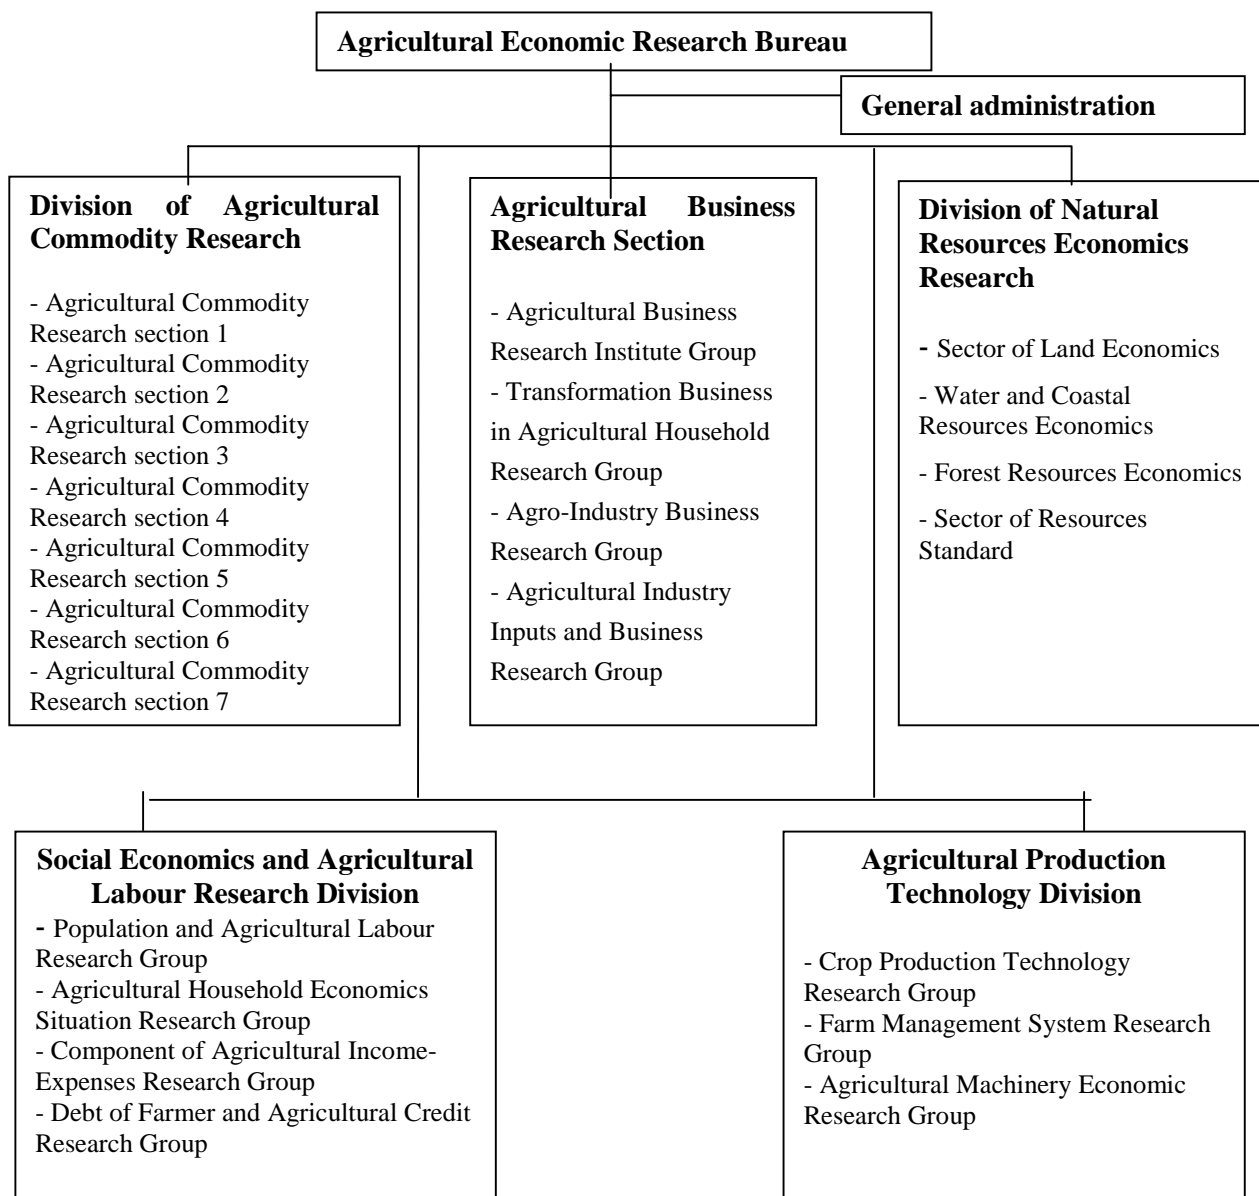 Agricultural Economic Research Bureau
General administration
Division of Agricultural
Commodity Research
- Agricultural Commodity
Research section 1
- Agricultural Commodity
Research section 2
- Agricultural Commodity
Research section 3
- Agricultural Commodity
Research section 4
- Agricultural Commodity
Research section 5
- Agricultural Commodity
Research section 6
- Agricultural Commodity
Research section 7
Agricultural Business
Research Section
- Agricultural Business
Research Institute Group
- Transformation Business
in Agricultural Household
Research Group
- Agro-Industry Business
Research Group
- Agricultural Industry
Inputs and Business
Research Group
Division of Natural
Resources Economics
Research
- Sector of Land Economics
- Water and Coastal
Resources Economics
- Forest Resources Economics
- Sector of Resources
Standard
Social Economics and Agricultural
Labour Research Division
- Population and Agricultural Labour
Research Group
- Agricultural Household Economics
Situation Research Group
- Component of Agricultural Income-
Expenses Research Group
- Debt of Farmer and Agricultural Credit
Research Group
Agricultural Production
Technology Division
- Crop Production Technology
Research Group
- Farm Management System Research
Group
- Agricultural Machinery Economic
Research Group